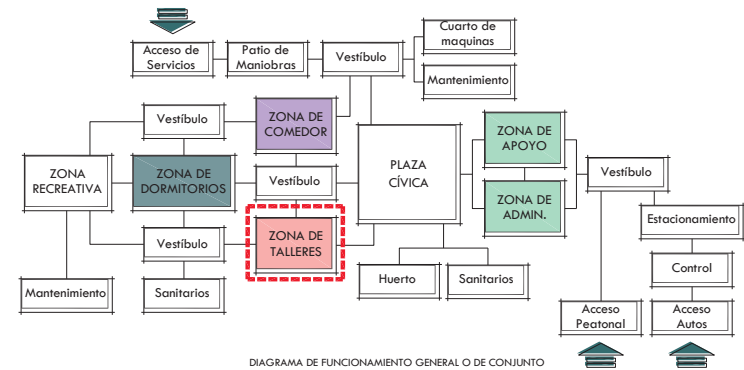 Acceso de
Servicios
Patio de
Maniobras
Vestíbulo
Cuarto de
maquinas
Mantenimiento
Vestíbulo
ZONA DE
COMEDOR
ZONA
RECREATIVA
ZONA DE
DORMITORIOS
Vestíbulo
PLAZA
CÍVICA
ZONA DE
APOYO
ZONA DE
ADMIN.
Vestíbulo
Estacionamiento
Vestíbulo
ZONA DE
TALLERES
Control
Mantenimiento
Sanitarios
Huerto
Sanitarios
Acceso
Peatonal
Acceso
Autos
DIAGRAMA DE FUNCIONAMIENTO GENERAL O DE CONJUNTO